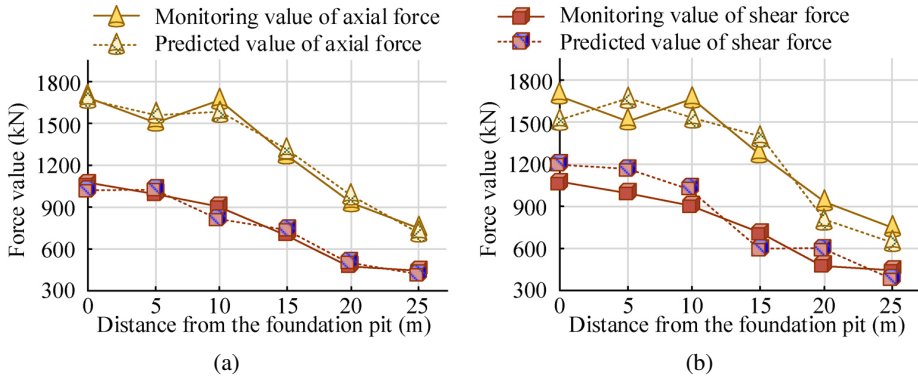 Monitoring value of axial force
Predicted value of axial force
Monitoring value of shear force
Predicted value of shear force
Force value (kN)
1800
1500
1200
900
600
300
0 5 10 15 20 25
Distance from the foundation pit (m)
(a)
Force value (kN)
1800
1500
1200
900
600
300
0 5 10 15 20 25
Distance from the foundation pit (m)
(b)